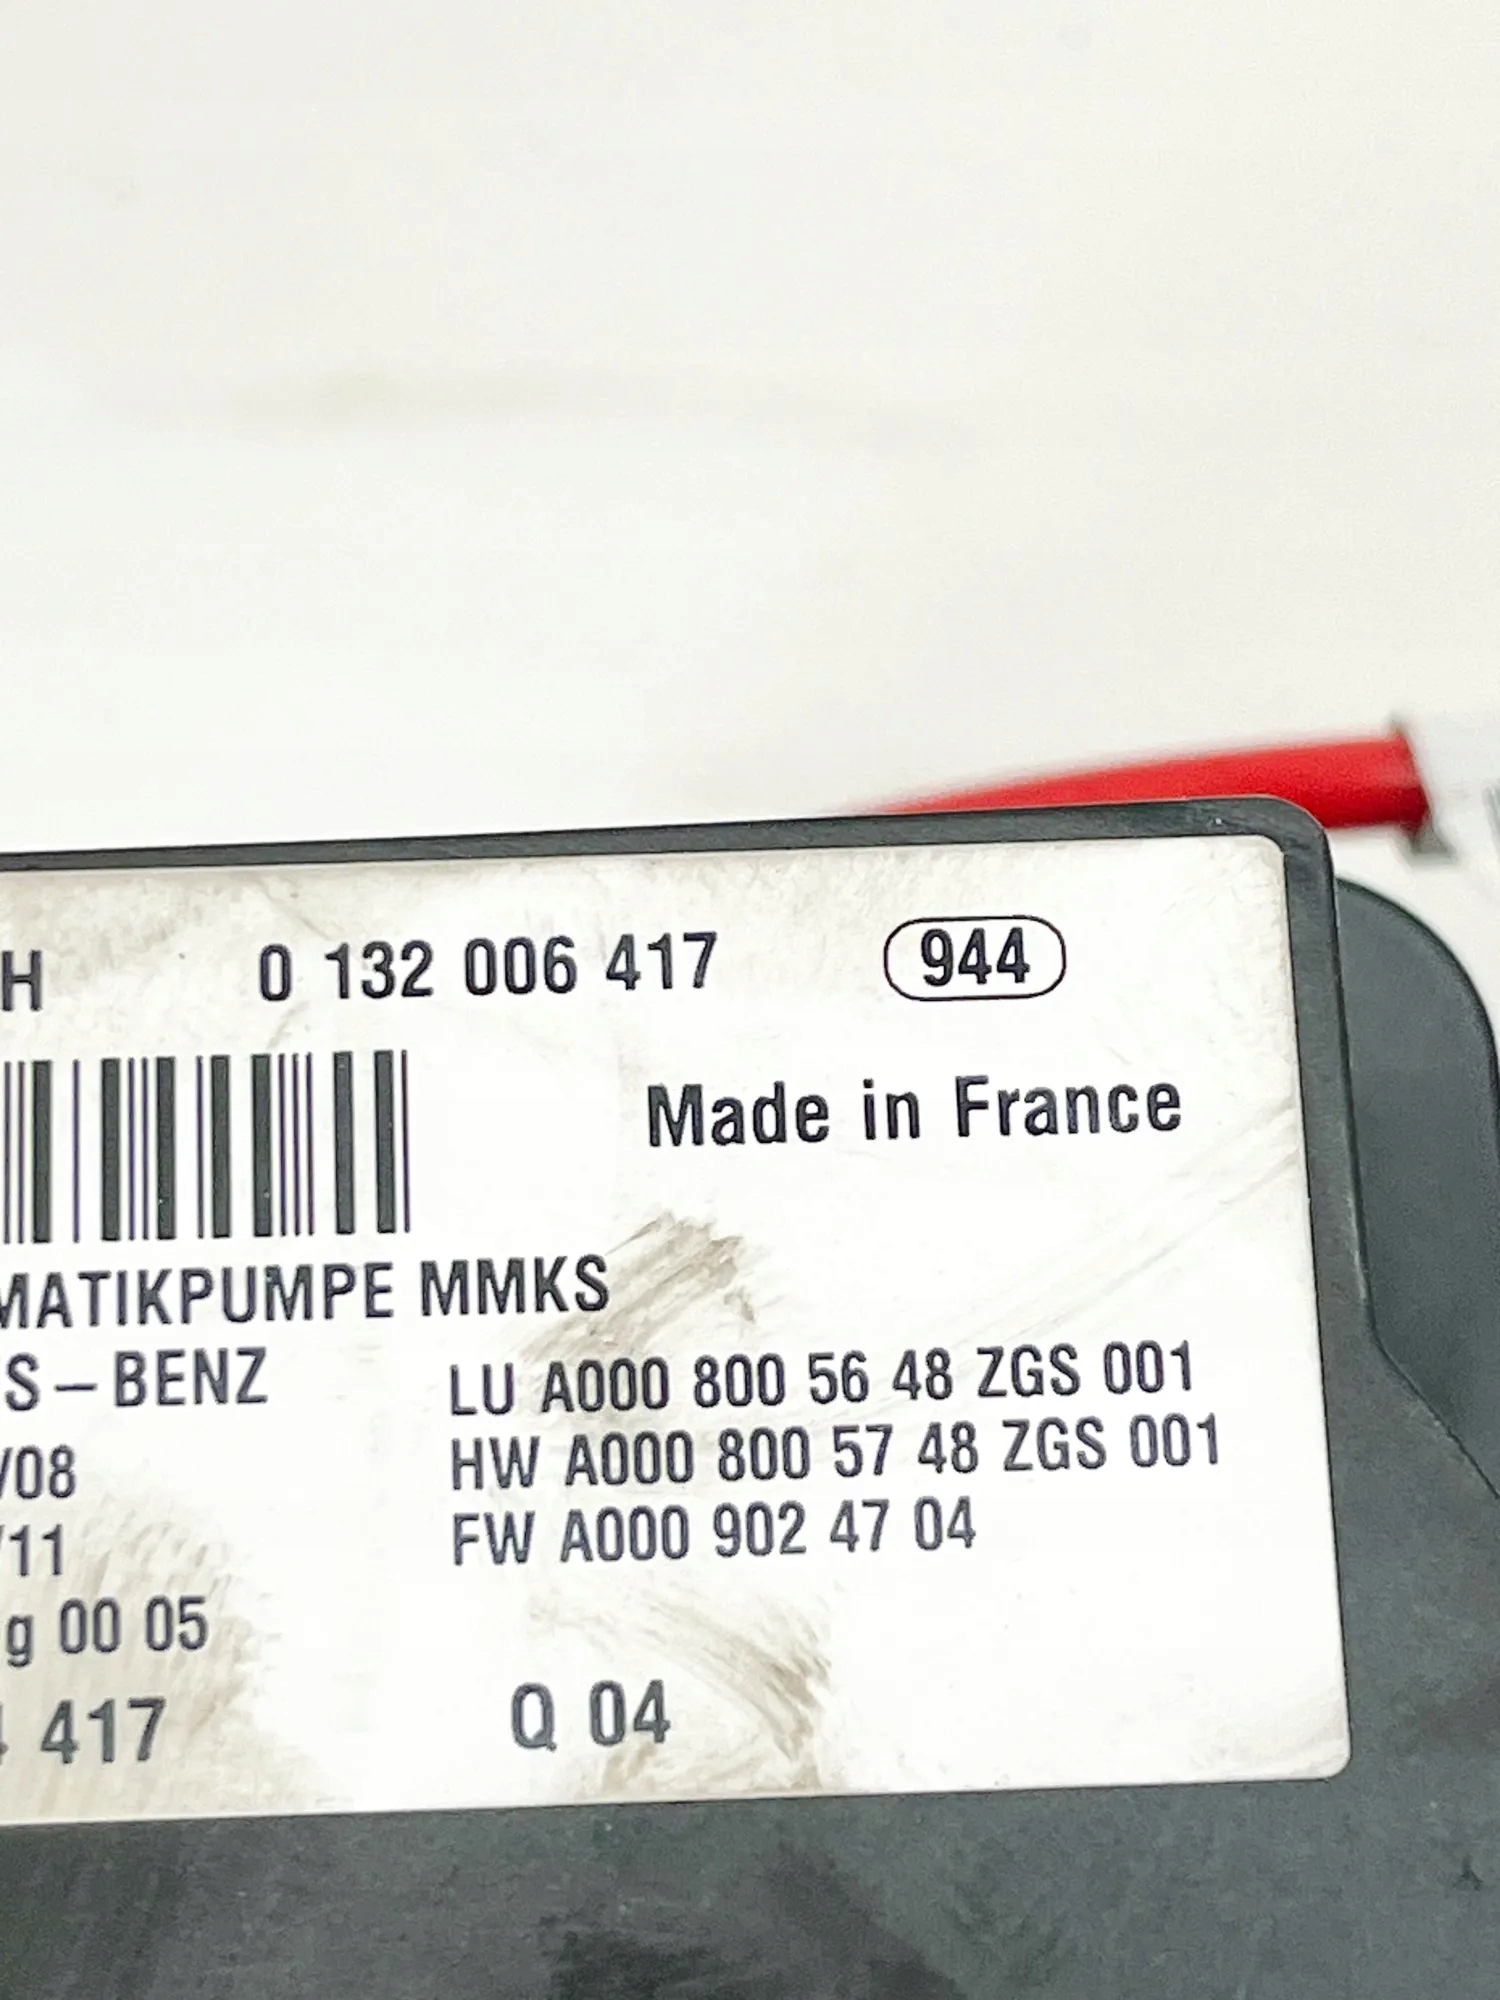 H 0 132 006 417 944
Made in France
MATIKPUMPE MMKS
S – BENZ LU A000 800 56 48 ZGS 001
/08 HW A000 800 57 48 ZGS 001
/11 FW A000 902 47 04
g 00 05
417 Q 04